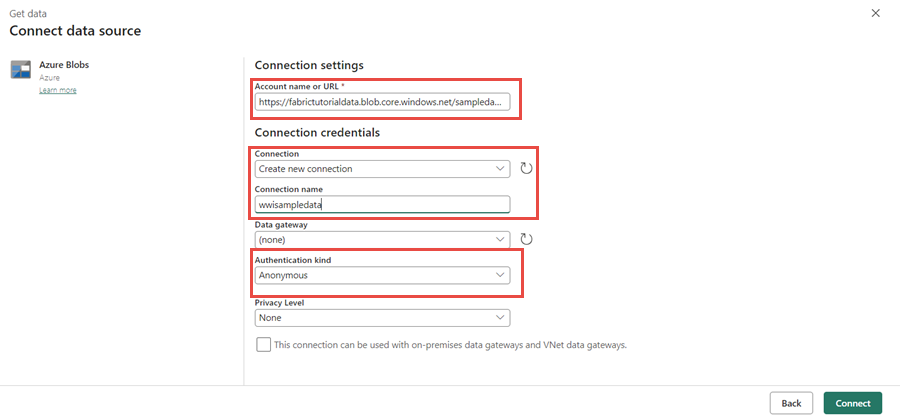 Get data
Connect data source
Azure Blobs
Azure
Learn more
Connection settings
Account name or URL *
https://fabrictutorialdata.blob.core.windows.net/sampleda...
Connection credentials
Connection
Create new connection
Connection name
wwisampledata
Data gateway
(none)
Authentication kind
Anonymous
Privacy Level
None
This connection can be used with on-premises data gateways and VNet data gateways.
Back
Connect